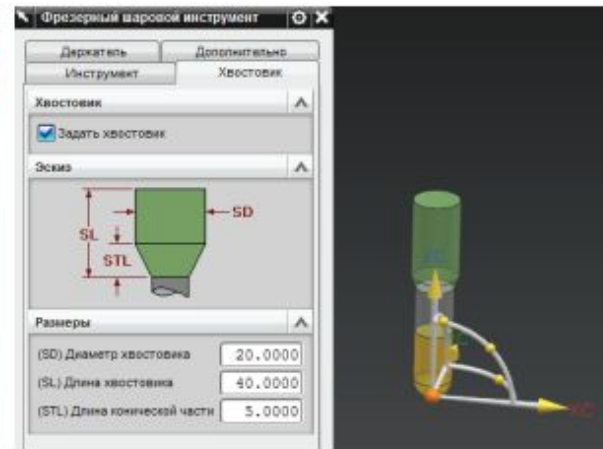 Фрезерный шаровой инструмент
Держатель Дополнительно
Инструмент Хвостовик
Хвостовик
Задать хвостовик
Эскиз
SD
SL
STL
Размеры
(SD) Диаметр хвостовика 20.0000
(SL) Длина хвостовика 40.0000
(STL) Длина конической части 5.0000
XC